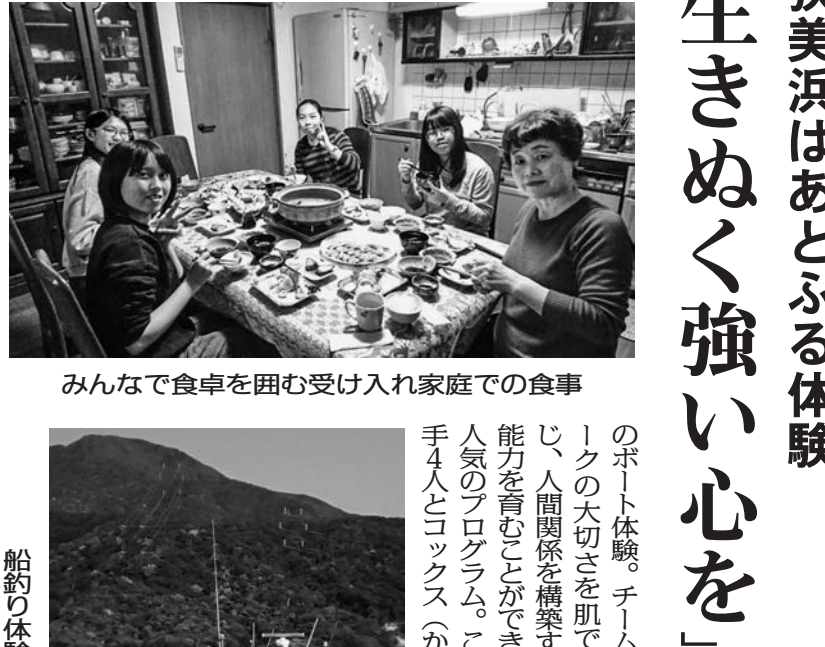 狭美浜はあとふる体験
生きぬく強い心を」
みんなで食卓を囲む受け入れ家庭での食事
のボート体験。チーム
ークの大切さを肌で
じ、人間関係を構築す
能力を育むことができ
人気のプログラム。こ
手4人とコックス（か
船釣り体験